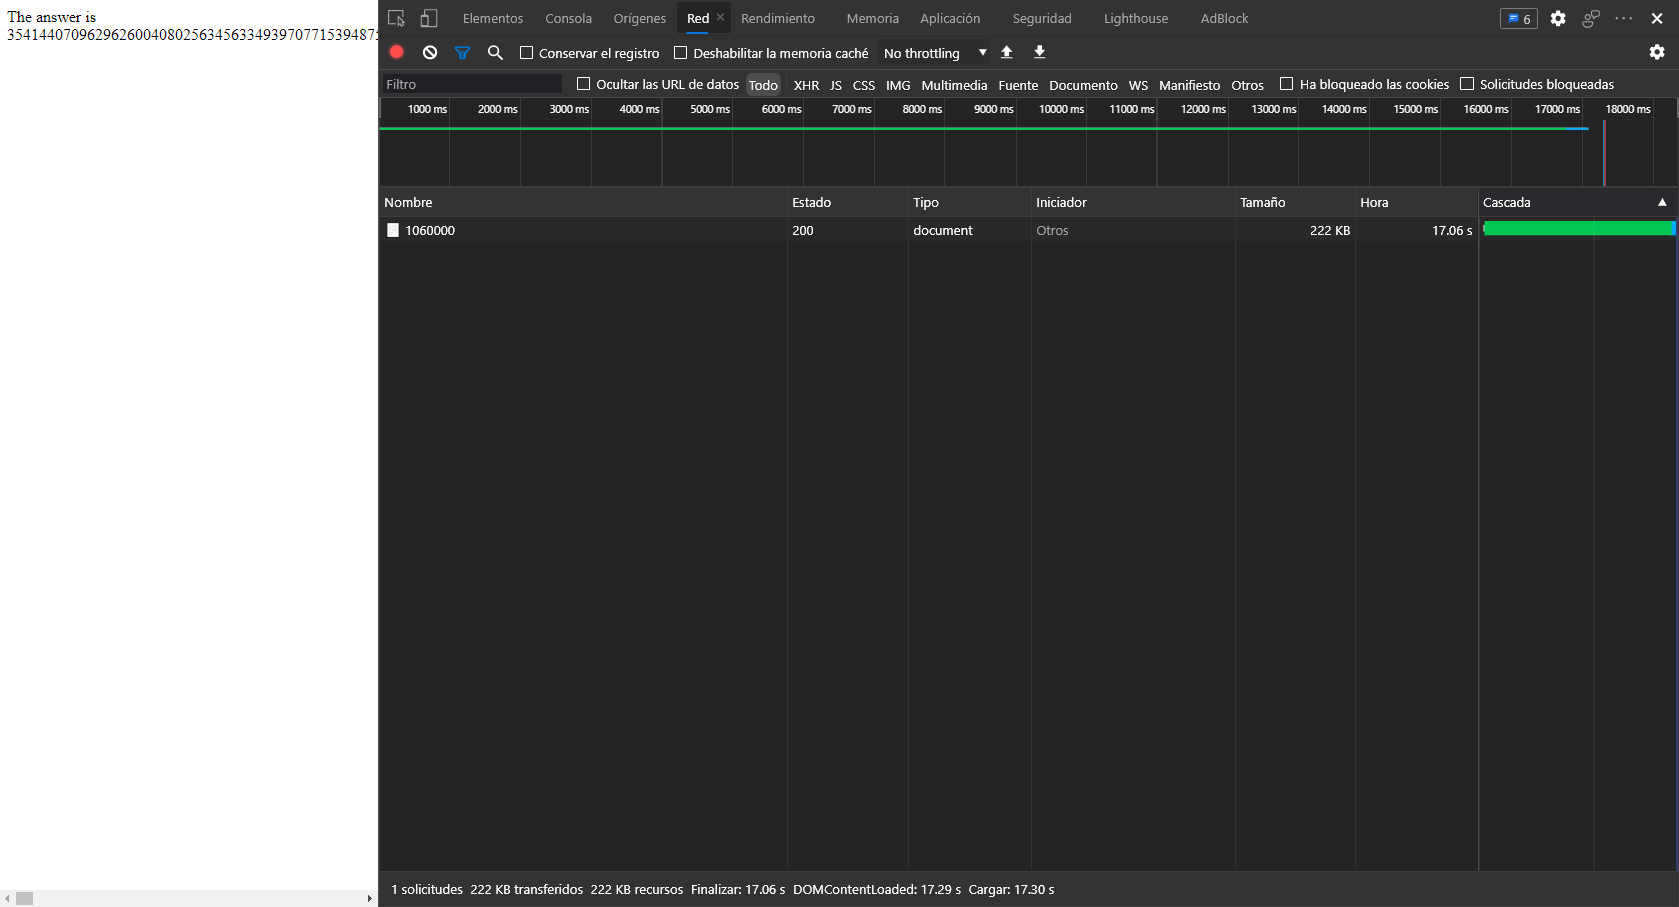 The answer is
354144070962962600408025634563349397077153948
Elementos Consola Orígenes Red Rendimiento Memoria Aplicación Seguridad Lighthouse AdBlock 6
Conservar el registro Deshabilitar la memoria caché No throttling
Filtro Ocultar las URL de datos Todo XHR JS CSS IMG Multimedia Fuente Documento WS Manifiesto Otros Ha bloqueado las cookies Solicitudes bloqueadas
1000 ms 2000 ms 3000 ms 4000 ms 5000 ms 6000 ms 7000 ms 8000 ms 9000 ms 10000 ms 11000 ms 12000 ms 13000 ms 14000 ms 15000 ms 16000 ms 17000 ms 18000 ms
Nombre Estado Tipo Iniciador Tamaño Hora Cascada
1060000 200 document Otros 222 KB 17.06 s
1 solicitudes 222 KB transferidos 222 KB recursos Finalizar: 17.06 s DOMContentLoaded: 17.29 s Cargar: 17.30 s